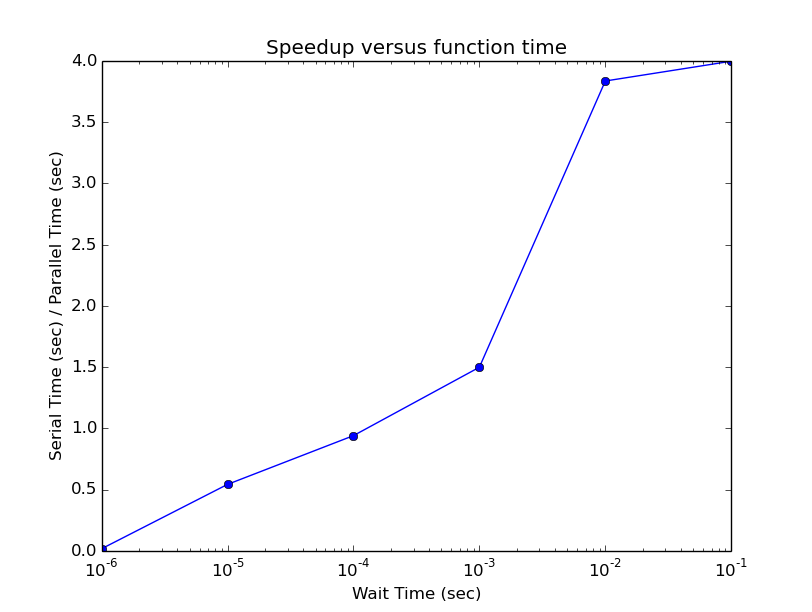 Speedup versus function time
Serial Time (sec) / Parallel Time (sec)
4.0
3.5
3.0
2.5
2.0
1.5
1.0
0.5
0.0
10⁻⁶ 10⁻⁵ 10⁻⁴ 10⁻³ 10⁻² 10⁻¹
Wait Time (sec)